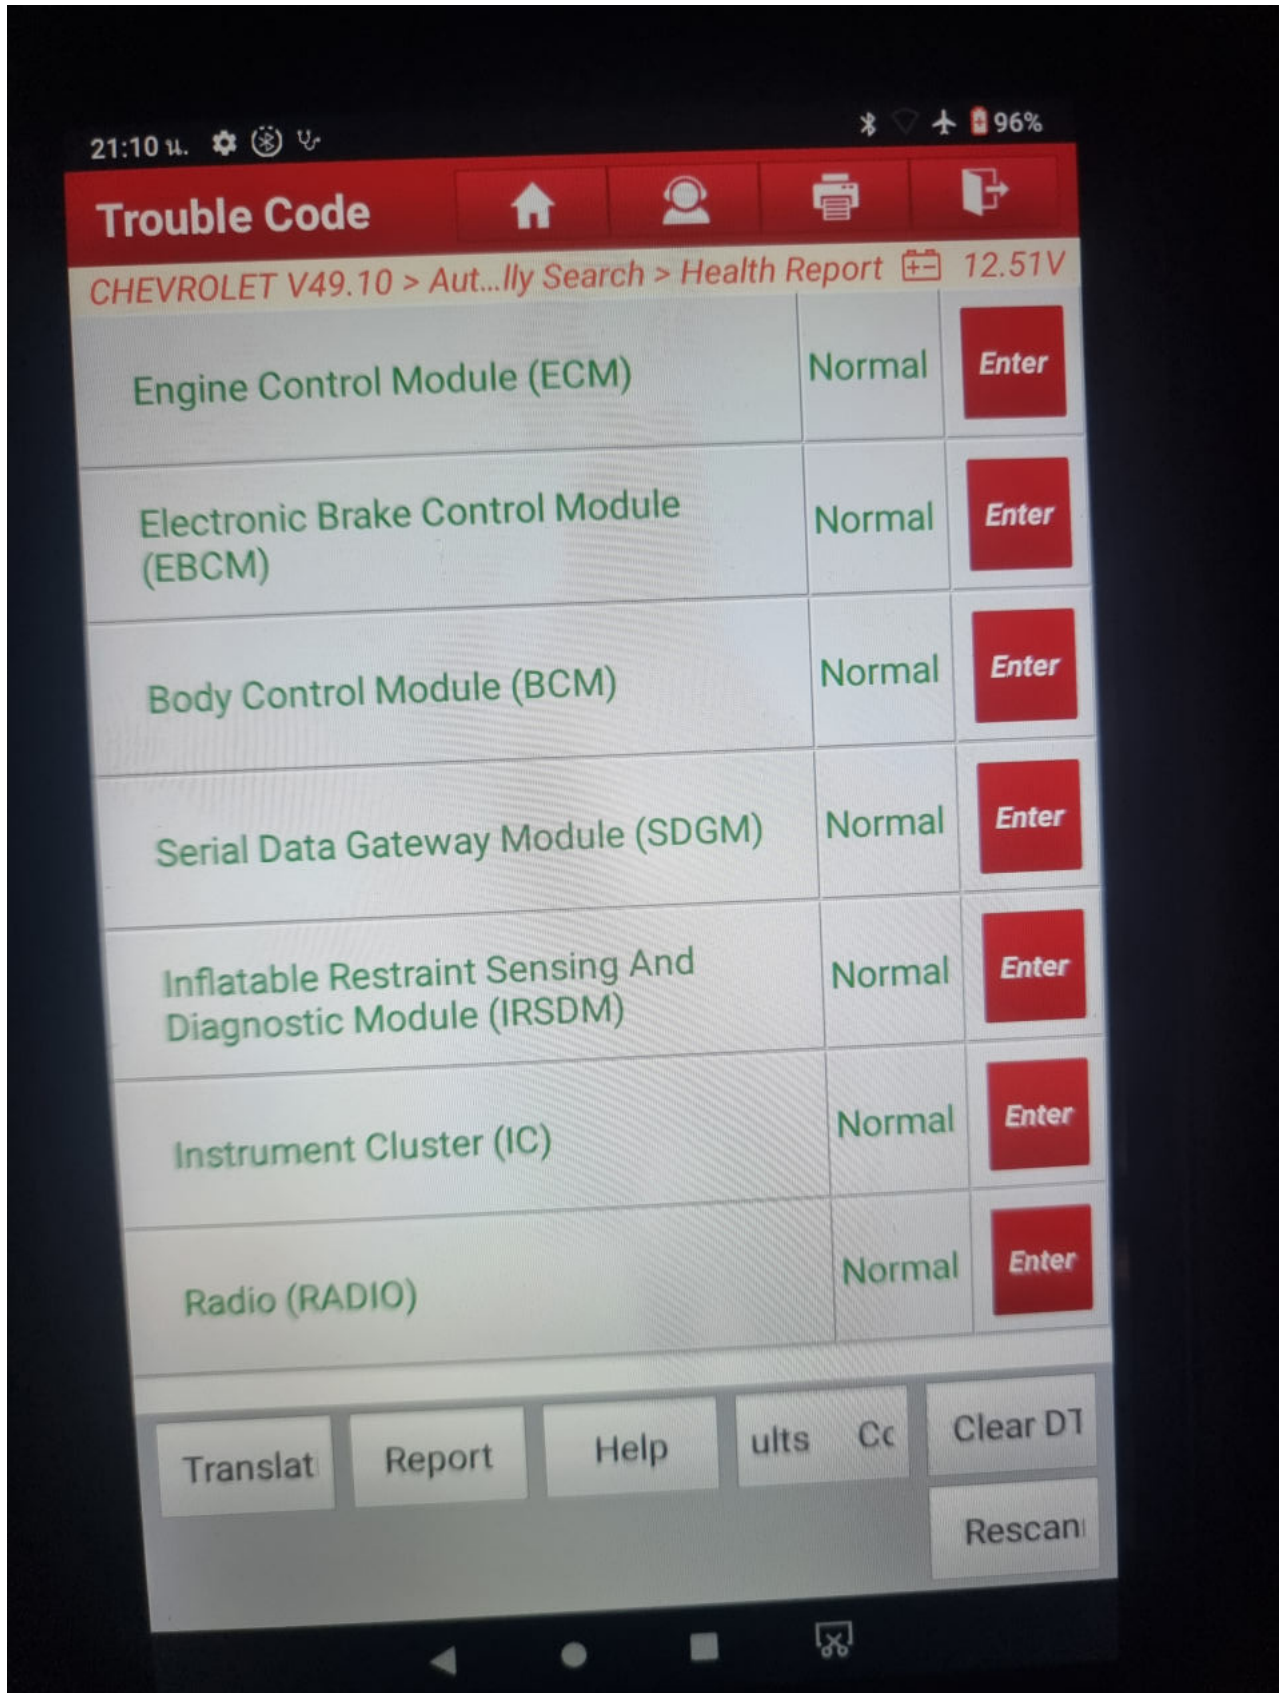 21:10 น.
96%
Trouble Code
CHEVROLET V49.10 > Aut...lly Search > Health Report
12.51V
Engine Control Module (ECM)
Normal
Enter
Electronic Brake Control Module
(EBCM)
Normal
Enter
Body Control Module (BCM)
Normal
Enter
Serial Data Gateway Module (SDGM)
Normal
Enter
Inflatable Restraint Sensing And
Diagnostic Module (IRSDM)
Normal
Enter
Instrument Cluster (IC)
Normal
Enter
Radio (RADIO)
Normal
Enter
Translat
Report
Help
ults Cc
Clear DT
Rescan